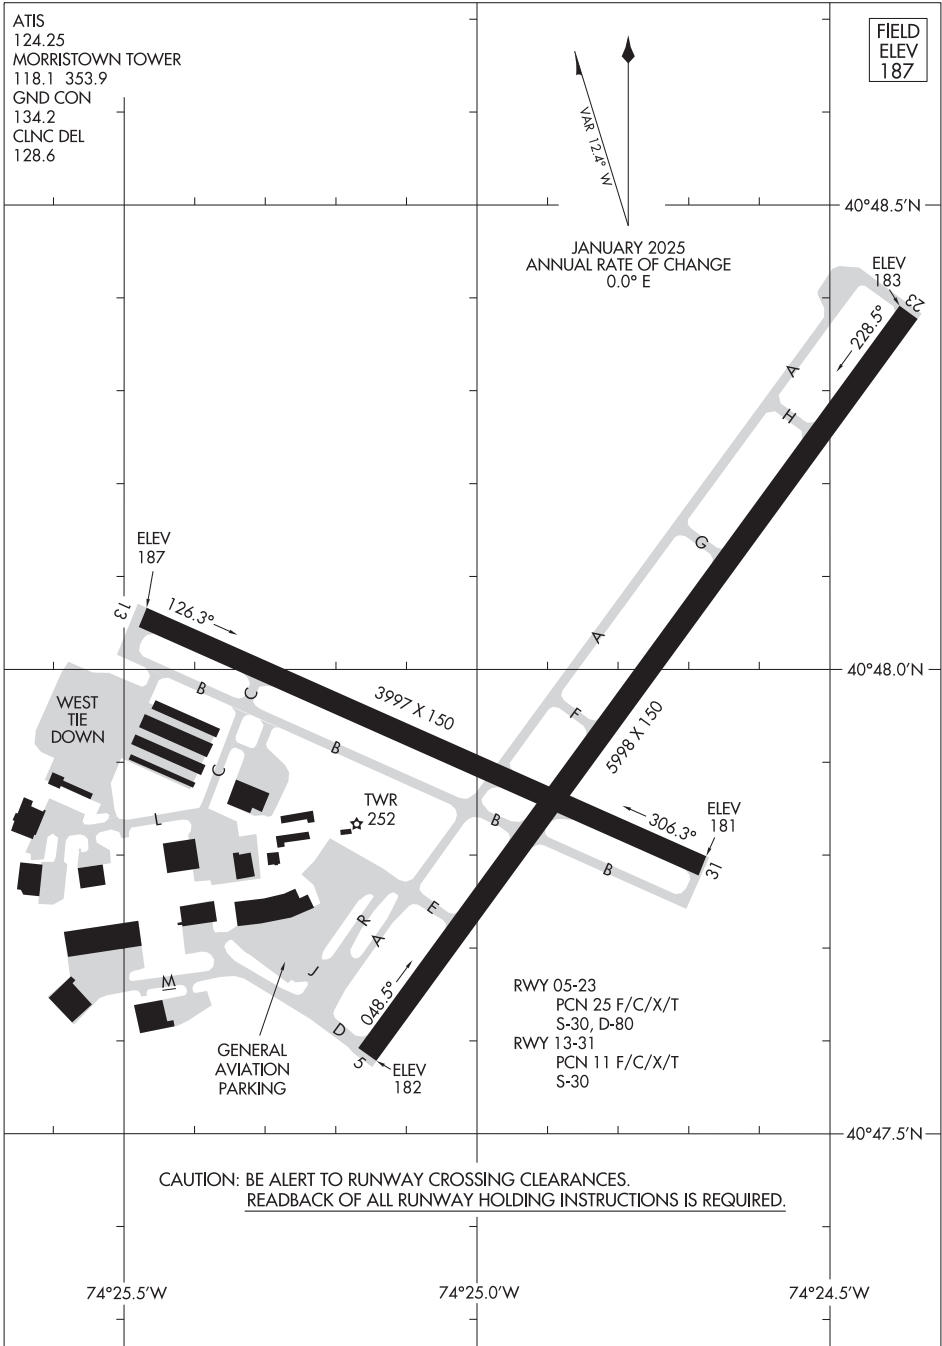 ATIS
124.25
MORRISTOWN TOWER
118.1 353.9
GND CON
134.2
CLNC DEL
128.6
FIELD
ELEV
187
VAR 12.4° W
JANUARY 2025
ANNUAL RATE OF CHANGE
0.0° E
40°48.5'N
ELEV
183
23
228.5°
A
H
G
ELEV
187
13
126.3°
A
40°48.0'N
WEST
TIE
DOWN
B
C
3997 X 150
F
5998 X 150
B
C
TWR
252
L
B
306.3°
ELEV
181
31
B
E
R
A
J
M
048.5°
D
5
ELEV
182
GENERAL
AVIATION
PARKING
RWY 05-23
PCN 25 F/C/X/T
S-30, D-80
RWY 13-31
PCN 11 F/C/X/T
S-30
40°47.5'N
CAUTION: BE ALERT TO RUNWAY CROSSING CLEARANCES.
READBACK OF ALL RUNWAY HOLDING INSTRUCTIONS IS REQUIRED.
74°25.5'W
74°25.0'W
74°24.5'W